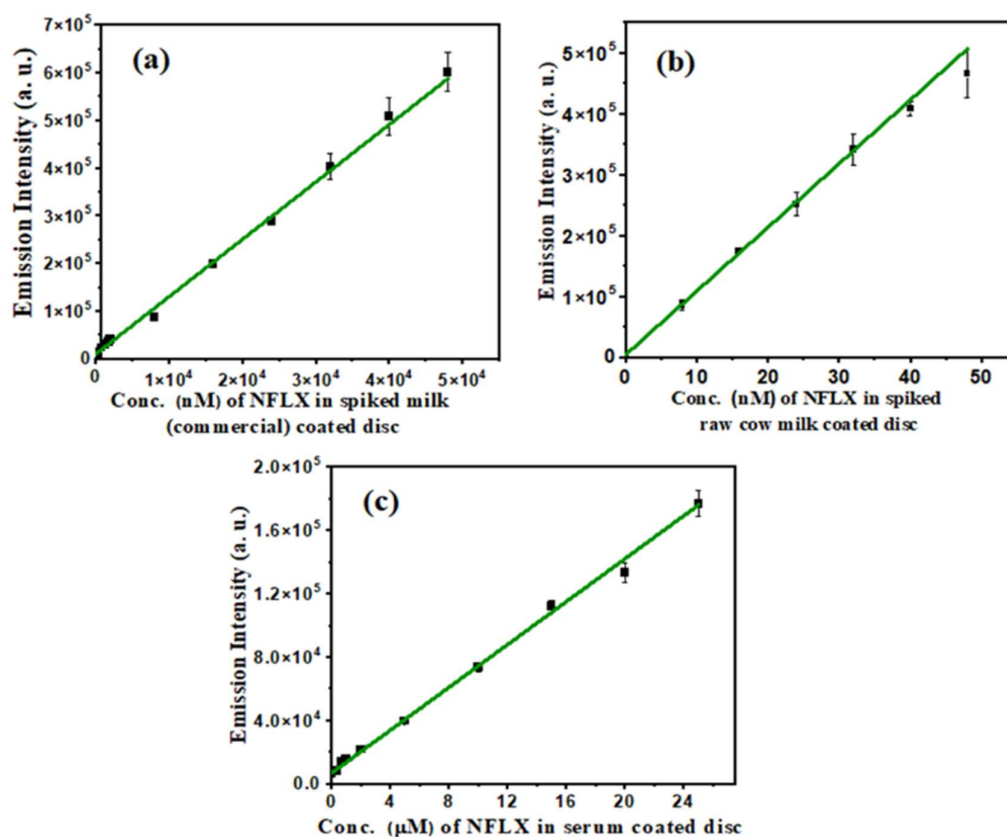 (a)
Emission Intensity (a. u.)
7×10⁵
6×10⁵
5×10⁵
4×10⁵
3×10⁵
2×10⁵
1×10⁵
0
0 1×10⁴ 2×10⁴ 3×10⁴ 4×10⁴ 5×10⁴
Conc. (nM) of NFLX in spiked milk
(commercial) coated disc
(b)
Emission Intensity (a. u.)
5×10⁵
4×10⁵
3×10⁵
2×10⁵
1×10⁵
0
0 10 20 30 40 50
Conc. (nM) of NFLX in spiked
raw cow milk coated disc
(c)
Emission Intensity (a. u.)
2.0×10⁵
1.6×10⁵
1.2×10⁵
8.0×10⁴
4.0×10⁴
0.0
0 4 8 12 16 20 24
Conc. (μM) of NFLX in serum coated disc